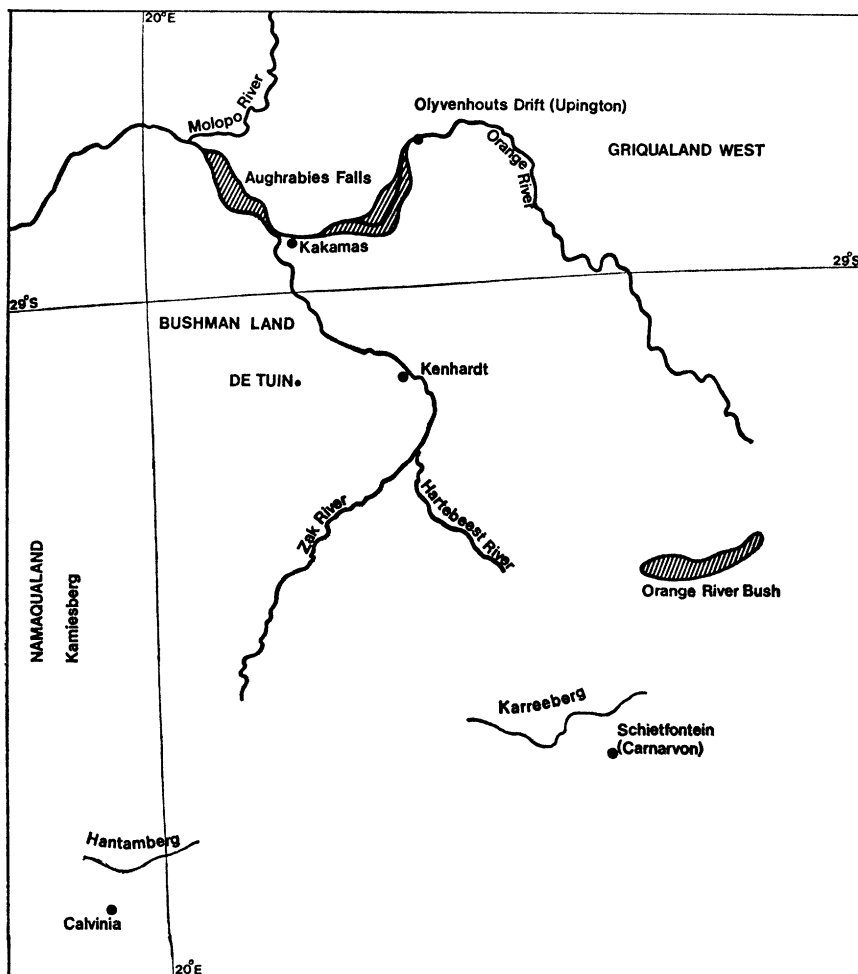 20°E
Molopo River
Olyvenhouts Drift (Upington)
Orange River
GRIQUALAND WEST
Aughrabies Falls
Kakamas
29°S
29°S
BUSHMAN LAND
DE TUIN
Kenhardt
Zak River
Hartebeest River
NAMAQUALAND
Kamiesberg
Orange River Bush
Karreeberg
Schietfontein
(Carnarvon)
Hantamberg
Calvinia
20°E